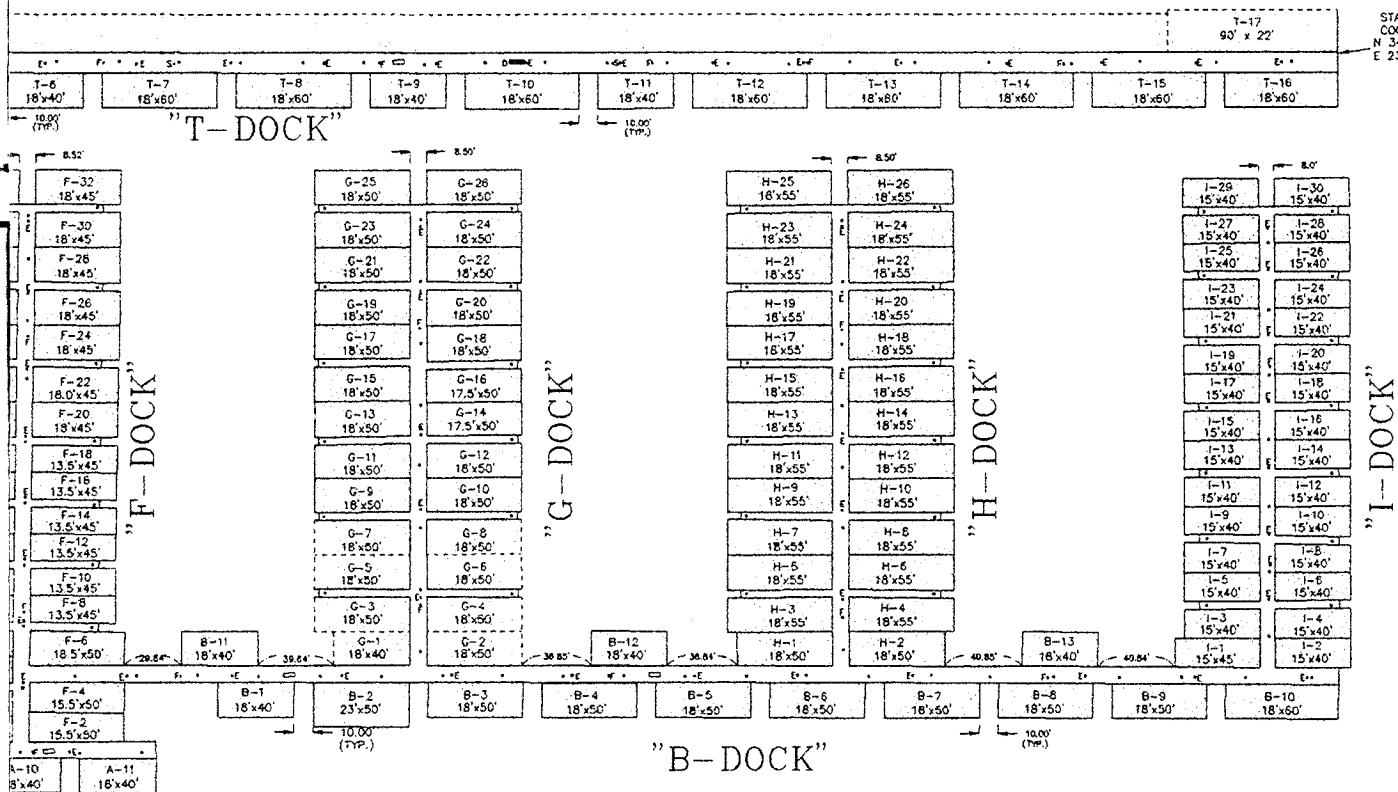 T-17
90' x 22'
STA
COO
N 3
E 23
T-6
18'x40'
T-7
18'x60'
T-8
18'x60'
T-9
18'x40'
T-10
18'x60'
T-11
18'x40'
T-12
18'x60'
T-13
18'x60'
T-14
18'x60'
T-15
18'x60'
T-16
18'x60'
10.00'
(TYP.)
"T-DOCK"
10.00'
(TYP.)
8.52'
8.50'
8.50'
8.0'
F-32
18'x45'
F-30
18'x45'
F-28
18'x45'
F-26
18'x45'
F-24
18'x45'
F-22
18.0'x45'
F-20
18'x45'
F-18
13.5'x45'
F-16
13.5'x45'
F-14
13.5'x45'
F-12
13.5'x45'
F-10
13.5'x45'
F-8
13.5'x45'
F-6
18.5'x50'
F-4
15.5'x50'
F-2
15.5'x50'
"F-DOCK"
G-25
18'x50'
G-26
18'x50'
G-23
18'x50'
G-24
18'x50'
G-21
18'x50'
G-22
18'x50'
G-19
18'x50'
G-20
18'x50'
G-17
18'x50'
G-18
18'x50'
G-15
18'x50'
G-16
17.5'x50'
G-13
18'x50'
G-14
17.5'x50'
G-11
18'x50'
G-12
18'x50'
G-9
18'x50'
G-10
18'x50'
G-7
18'x50'
G-8
18'x50'
G-5
18'x50'
G-6
18'x50'
G-3
18'x50'
G-4
18'x50'
G-1
18'x40'
G-2
18'x50'
"G-DOCK"
H-25
18'x55'
H-26
18'x55'
H-23
18'x55'
H-24
18'x55'
H-21
18'x55'
H-22
18'x55'
H-19
18'x55'
H-20
18'x55'
H-17
18'x55'
H-18
18'x55'
H-15
18'x55'
H-16
18'x55'
H-13
18'x55'
H-14
18'x55'
H-11
18'x55'
H-12
18'x55'
H-9
18'x55'
H-10
18'x55'
H-7
18'x55'
H-8
18'x55'
H-5
18'x55'
H-6
18'x55'
H-3
18'x55'
H-4
18'x55'
H-1
18'x50'
H-2
18'x50'
"H-DOCK"
I-29
15'x40'
I-30
15'x40'
I-27
15'x40'
I-28
15'x40'
I-25
15'x40'
I-26
15'x40'
I-23
15'x40'
I-24
15'x40'
I-21
15'x40'
I-22
15'x40'
I-19
15'x40'
I-20
15'x40'
I-17
15'x40'
I-18
15'x40'
I-15
15'x40'
I-16
15'x40'
I-13
15'x40'
I-14
15'x40'
I-11
15'x40'
I-12
15'x40'
I-9
15'x40'
I-10
15'x40'
I-7
15'x40'
I-8
15'x40'
I-5
15'x40'
I-6
15'x40'
I-3
15'x40'
I-4
15'x40'
I-1
15'x45'
I-2
15'x40'
"I-DOCK"
29.84'
B-11
18'x40'
39.64'
36.85'
B-12
18'x40'
36.84'
40.85'
B-13
18'x40'
40.84'
B-1
18'x40'
B-2
23'x50'
B-3
18'x50'
B-4
18'x50'
B-5
18'x50'
B-6
18'x50'
B-7
18'x50'
B-8
18'x50'
B-9
18'x50'
B-10
18'x60'
10.00'
(TYP.)
10.00'
(TYP.)
"B-DOCK"
A-10
8'x40'
A-11
18'x40'